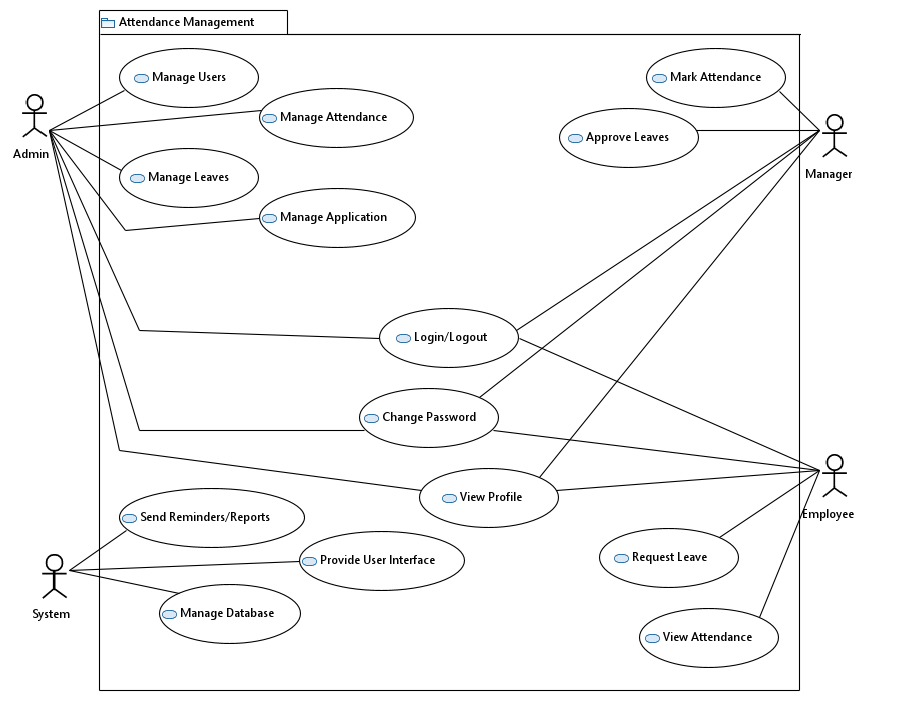 Attendance Management
Manage Users
Mark Attendance
Manage Attendance
Approve Leaves
Admin
Manager
Manage Leaves
Manage Application
Login/Logout
Change Password
View Profile
Send Reminders/Reports
Employee
Provide User Interface
Request Leave
System
Manage Database
View Attendance